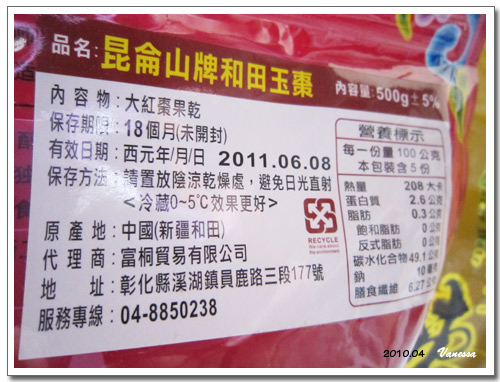 品名:昆侖山牌和田玉棗
內容量:500g±5%
內 容 物:大紅棗果乾
保存期限:18個月(未開封)
有效日期:西元年/月/日 2011.06.08
保存方法:請置放陰涼乾燥處,避免日光直射
<冷藏0~5℃效果更好>
原 產 地:中國(新疆和田)
代 理 商:富桐貿易有限公司
地 址:彰化縣溪湖鎮員鹿路三段177號
服務專線:04-8850238
RECYCLE
營養標示
每一份量 100 公克
本包裝含 5 份
熱量 208 大卡
蛋白質 2.6 公克
脂肪 0.3 公克
飽和脂肪 0 公克
反式脂肪 0 公克
碳水化合物 49.1 公克
鈉 10 毫克
膳食纖維 6.27 公克
2010.04 Vanessa